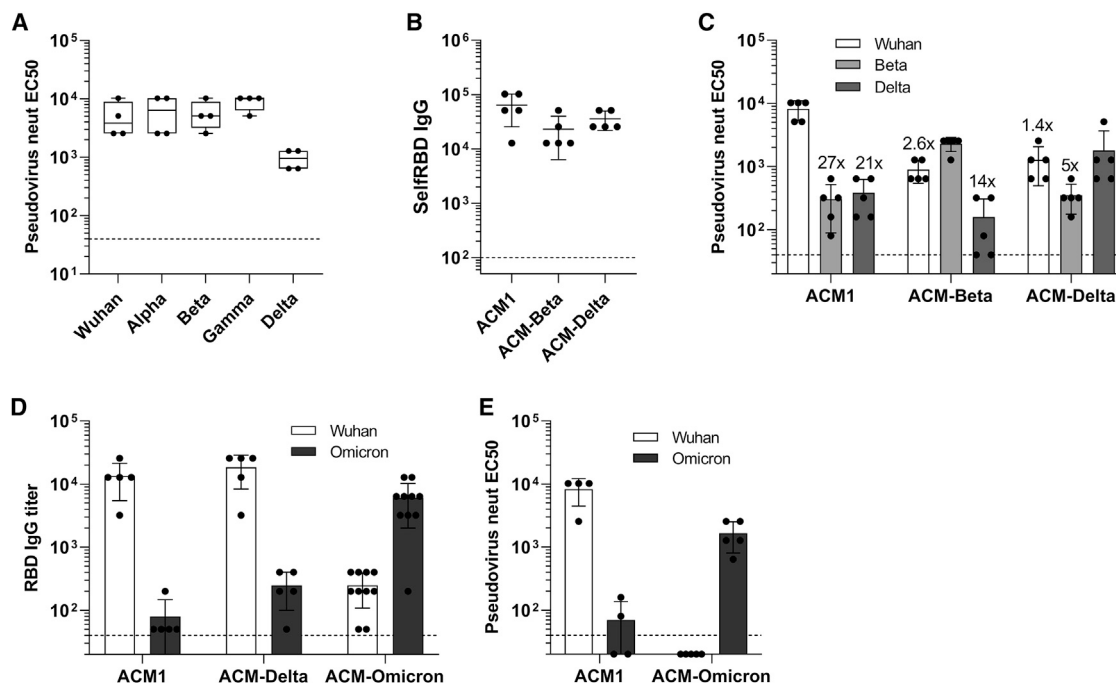 A
Pseudovirus neut EC50
10^5
10^4
10^3
10^2
10^1
Wuhan
Alpha
Beta
Gamma
Delta
B
SelfRBD IgG
10^6
10^5
10^4
10^3
10^2
ACM1
ACM-Beta
ACM-Delta
C
Pseudovirus neut EC50
10^5
10^4
10^3
10^2
Wuhan
Beta
Delta
27x
21x
2.6x
14x
1.4x
5x
ACM1
ACM-Beta
ACM-Delta
D
RBD IgG titer
10^5
10^4
10^3
10^2
Wuhan
Omicron
ACM1
ACM-Delta
ACM-Omicron
E
Pseudovirus neut EC50
10^5
10^4
10^3
10^2
Wuhan
Omicron
ACM1
ACM-Omicron